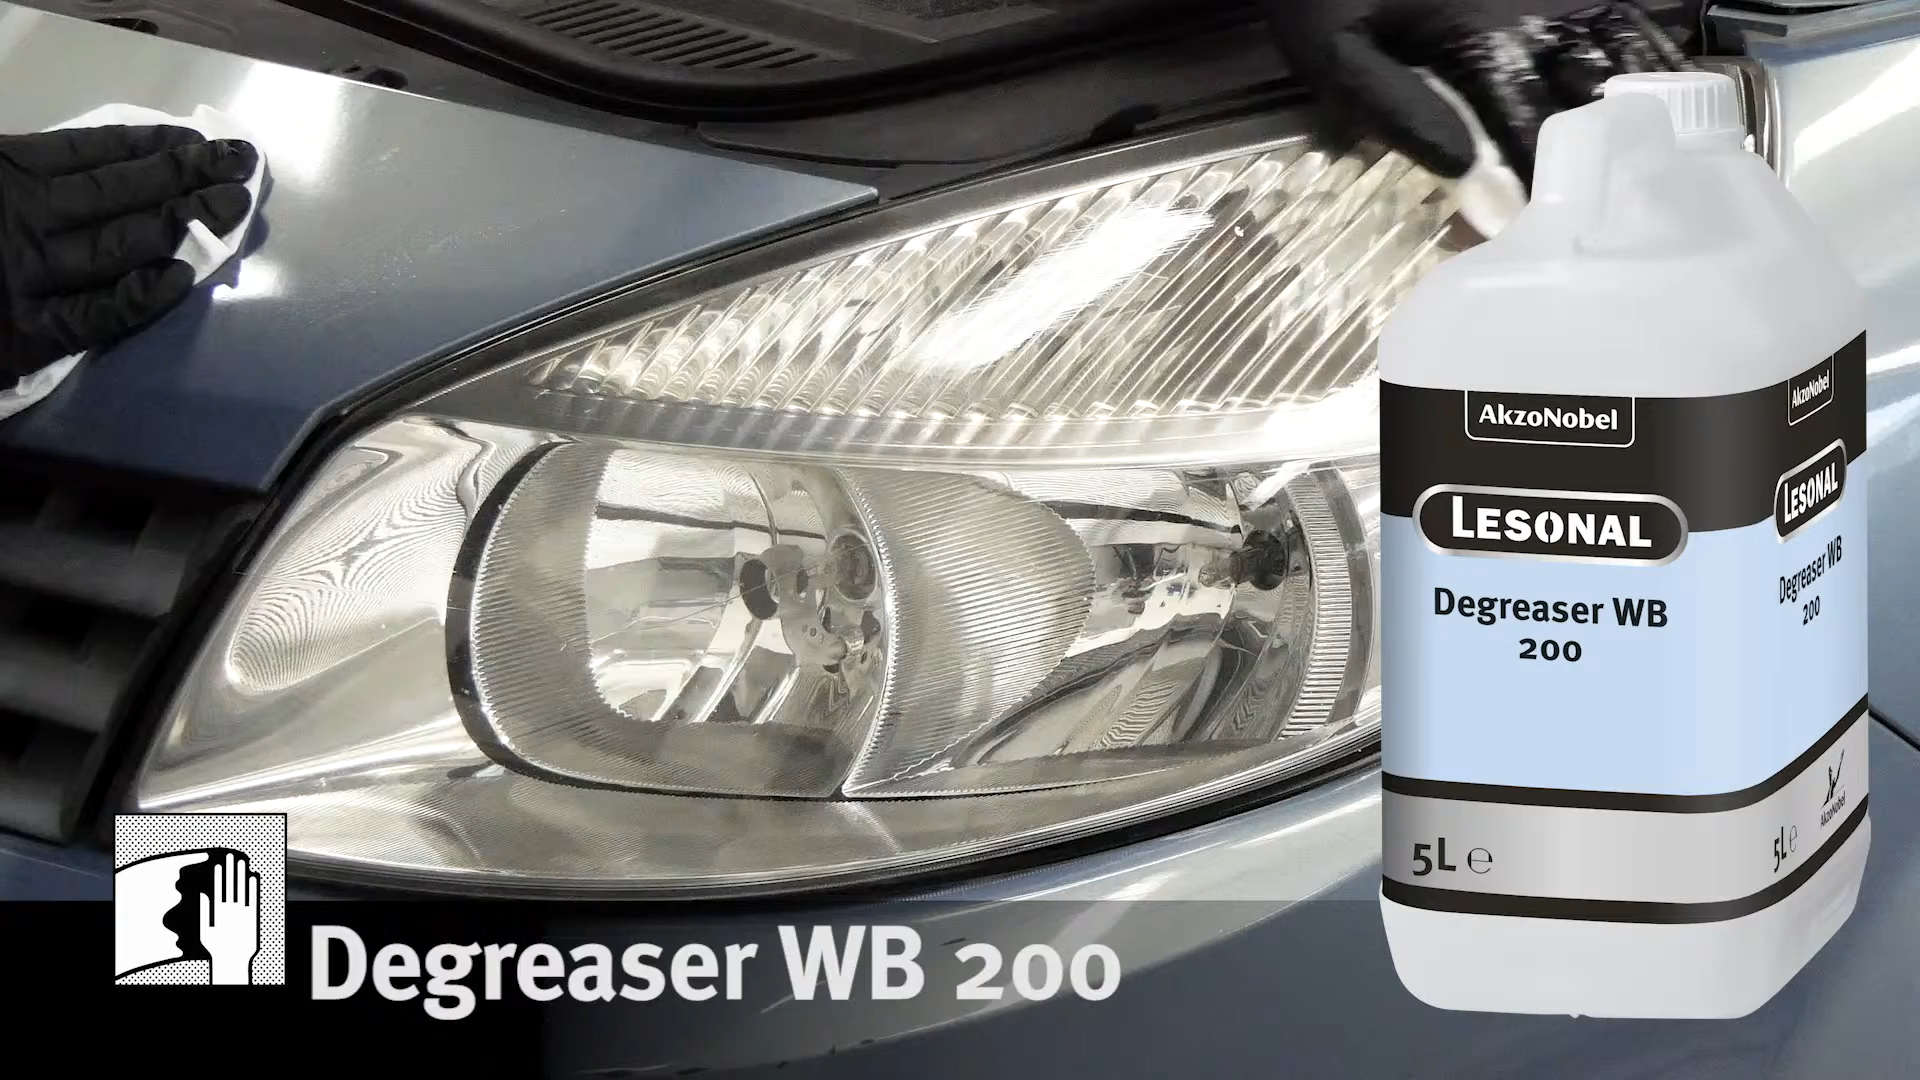 AkzoNobel
LESONAL
Degreaser WB
200
5L ℮
AkzoNobel
LESONAL
Degreaser WB
200
AkzoNobel
5L ℮
Degreaser WB 200